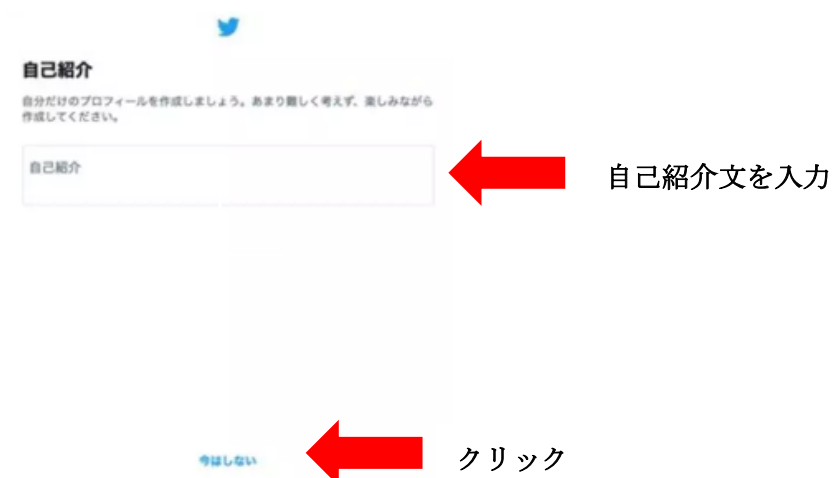 自己紹介
自分だけのプロフィールを作成しましょう。あまり難しく考えず、楽しみながら
作成してください。
自己紹介
自己紹介文を入力
今はしない
クリック